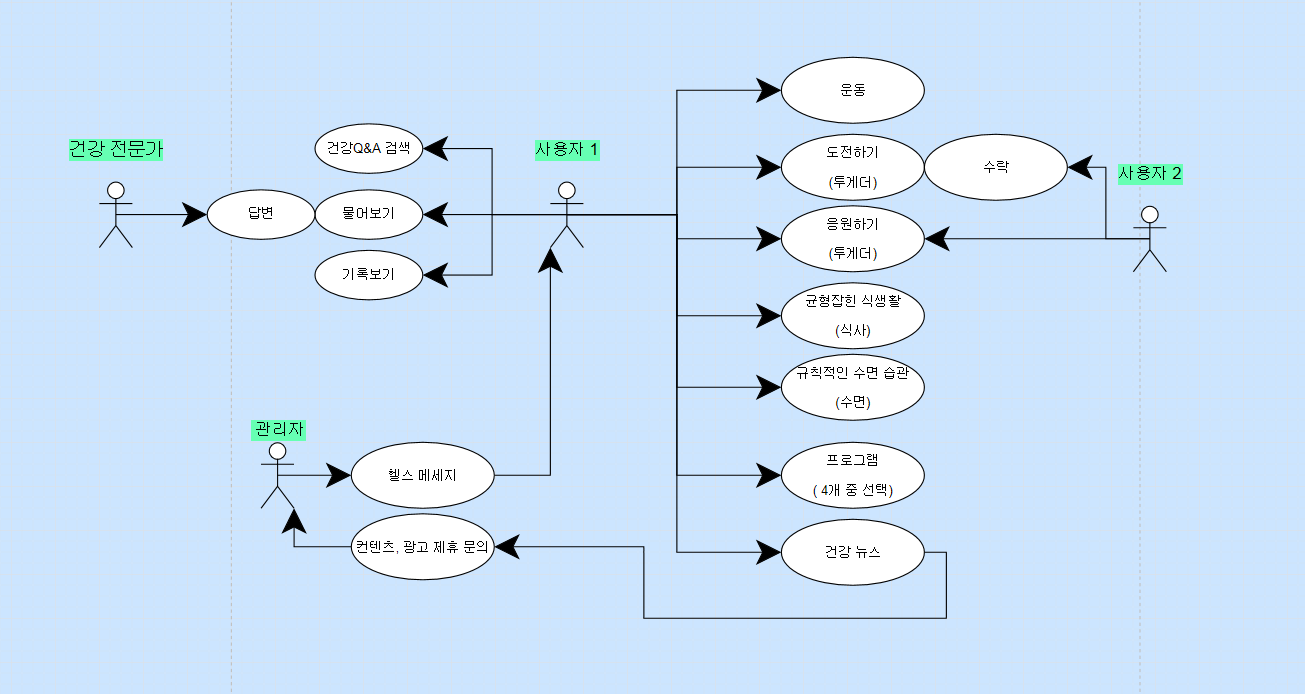 건강 전문가
답변
건강Q&A 검색
물어보기
기록보기
사용자 1
운동
도전하기
(투게더)
수락
응원하기
(투게더)
사용자 2
균형잡힌 식생활
(식사)
규칙적인 수면 습관
(수면)
프로그램
( 4개 중 선택)
건강 뉴스
관리자
헬스 메세지
컨텐츠, 광고 제휴 문의